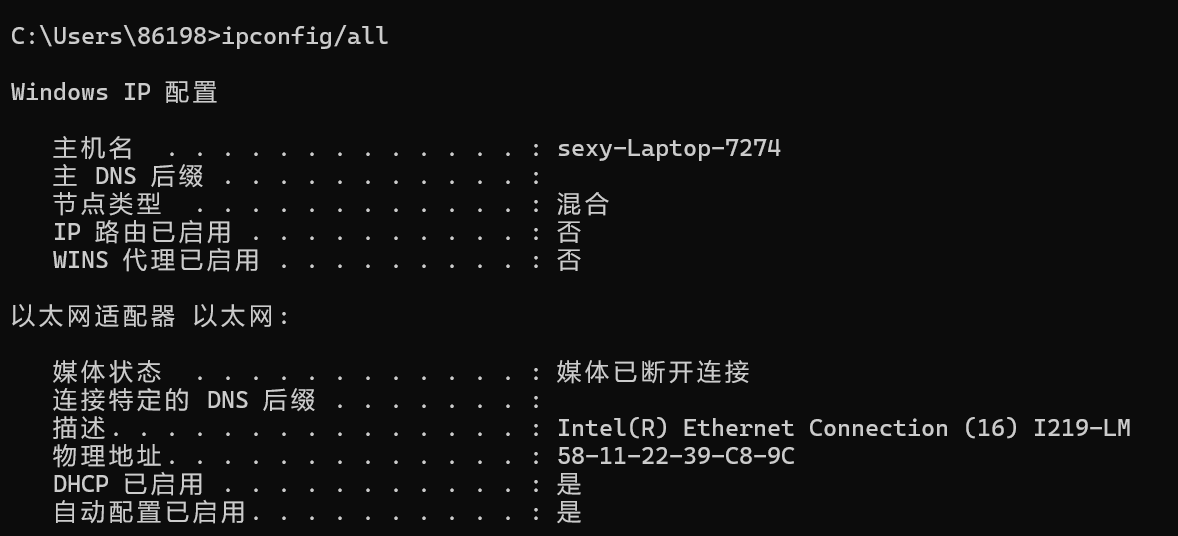 C:\Users\86198>ipconfig/all
Windows IP 配置
主机名  . . . . . . . . . . . . . : sexy-Laptop-7274
主 DNS 后缀 . . . . . . . . . . . :
节点类型  . . . . . . . . . . . . : 混合
IP 路由已启用 . . . . . . . . . . : 否
WINS 代理已启用 . . . . . . . . . : 否
以太网适配器 以太网:
媒体状态  . . . . . . . . . . . . : 媒体已断开连接
连接特定的 DNS 后缀 . . . . . . . :
描述. . . . . . . . . . . . . . . : Intel(R) Ethernet Connection (16) I219-LM
物理地址. . . . . . . . . . . . . : 58-11-22-39-C8-9C
DHCP 已启用 . . . . . . . . . . . : 是
自动配置已启用. . . . . . . . . . : 是